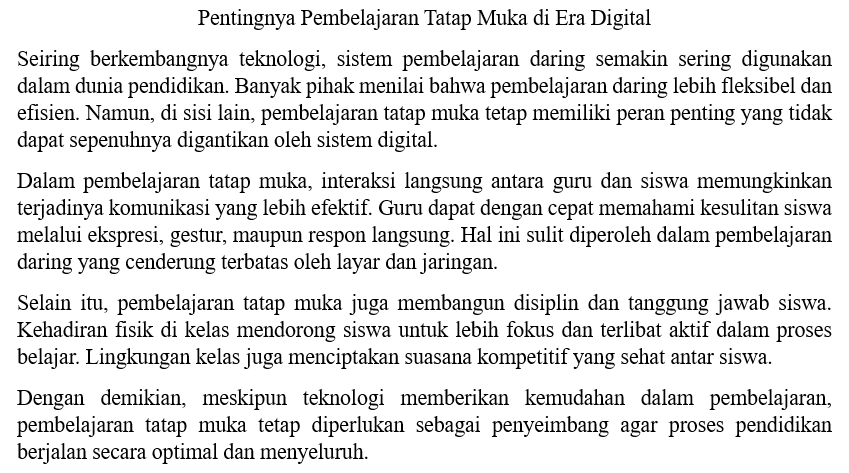 Pentingnya Pembelajaran Tatap Muka di Era Digital
Seiring berkembangnya teknologi, sistem pembelajaran daring semakin sering digunakan
dalam dunia pendidikan. Banyak pihak menilai bahwa pembelajaran daring lebih fleksibel dan
efisien. Namun, di sisi lain, pembelajaran tatap muka tetap memiliki peran penting yang tidak
dapat sepenuhnya digantikan oleh sistem digital.
Dalam pembelajaran tatap muka, interaksi langsung antara guru dan siswa memungkinkan
terjadinya komunikasi yang lebih efektif. Guru dapat dengan cepat memahami kesulitan siswa
melalui ekspresi, gestur, maupun respon langsung. Hal ini sulit diperoleh dalam pembelajaran
daring yang cenderung terbatas oleh layar dan jaringan.
Selain itu, pembelajaran tatap muka juga membangun disiplin dan tanggung jawab siswa.
Kehadiran fisik di kelas mendorong siswa untuk lebih fokus dan terlibat aktif dalam proses
belajar. Lingkungan kelas juga menciptakan suasana kompetitif yang sehat antar siswa.
Dengan demikian, meskipun teknologi memberikan kemudahan dalam pembelajaran,
pembelajaran tatap muka tetap diperlukan sebagai penyeimbang agar proses pendidikan
berjalan secara optimal dan menyeluruh.